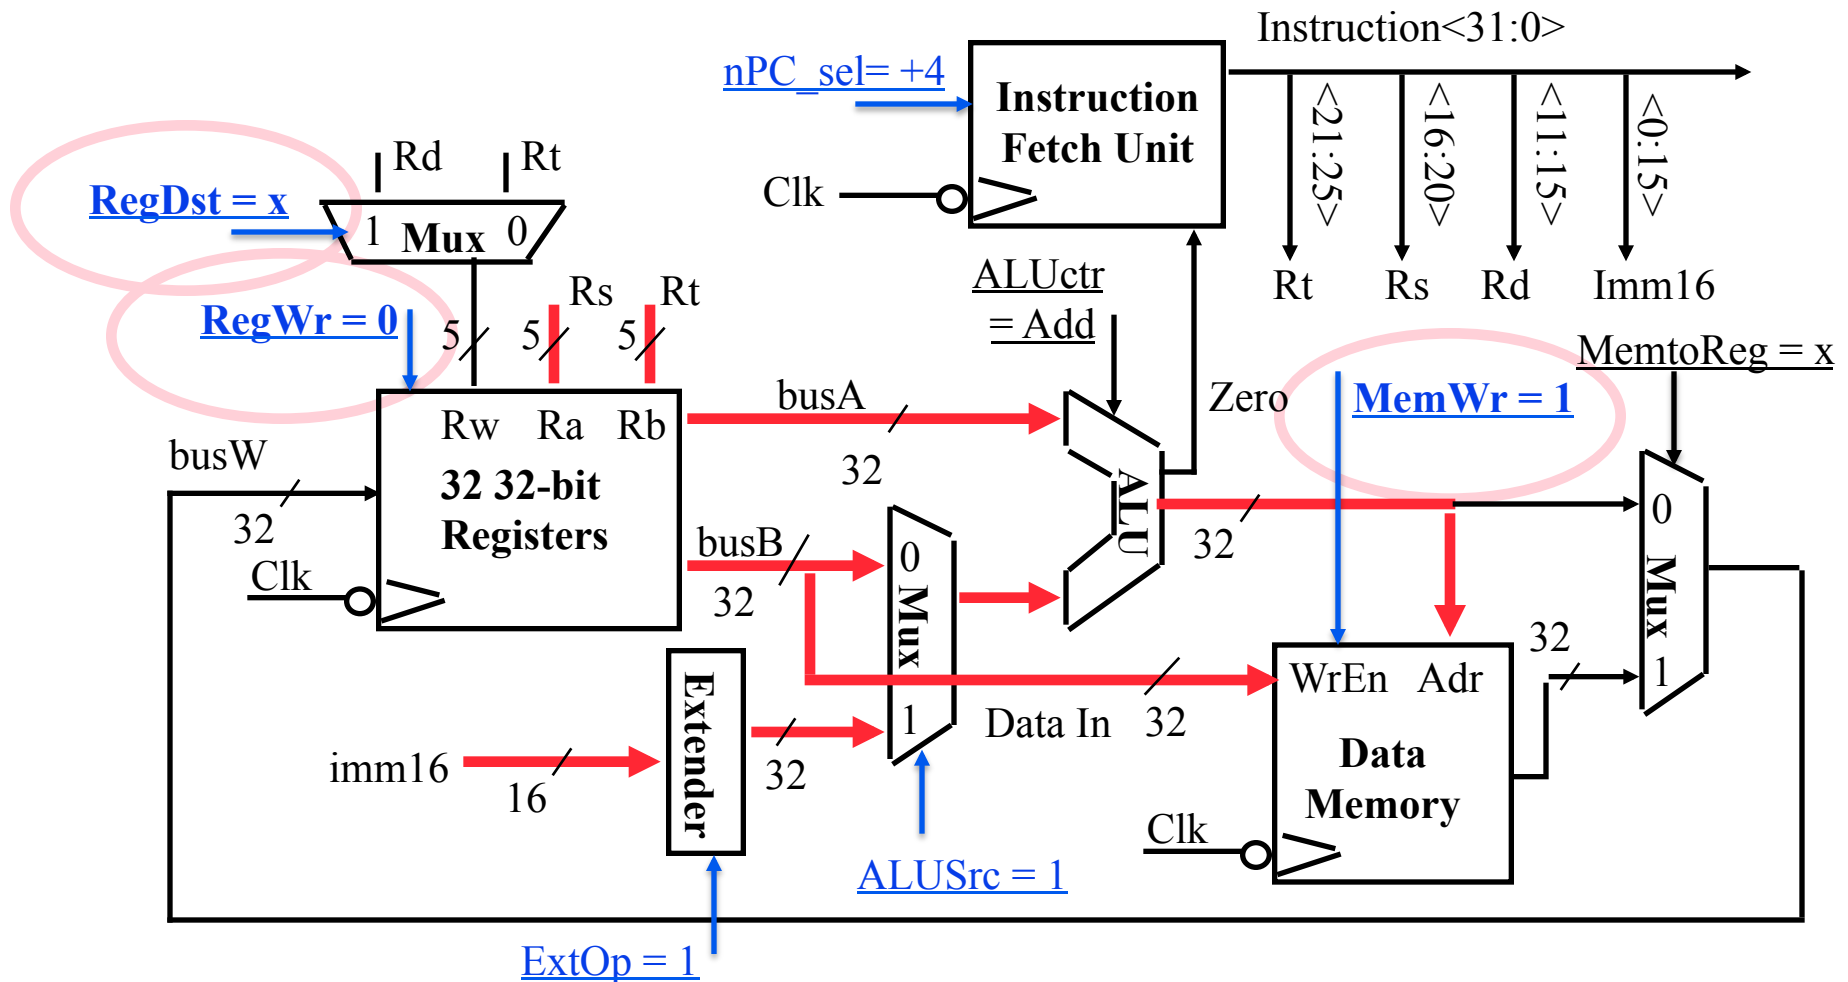 Instruction<31:0>
nPC_sel= +4
Instruction
Fetch Unit
Clk
<21:25>
<16:20>
<11:15>
<0:15>
Rt
Rs
Rd
Imm16
Rd
Rt
RegDst = x
1
Mux
0
RegWr = 0
5
5
5
Rs
Rt
ALUctr
= Add
Zero
MemWr = 1
MemtoReg = x
busW
32
Rw
Ra
Rb
32 32-bit
Registers
Clk
busA
32
busB
32
0
Mux
1
ALU
32
0
Mux
1
32
WrEn
Adr
Data
Memory
Clk
Data In
32
imm16
16
Extender
32
ALUSrc = 1
ExtOp = 1